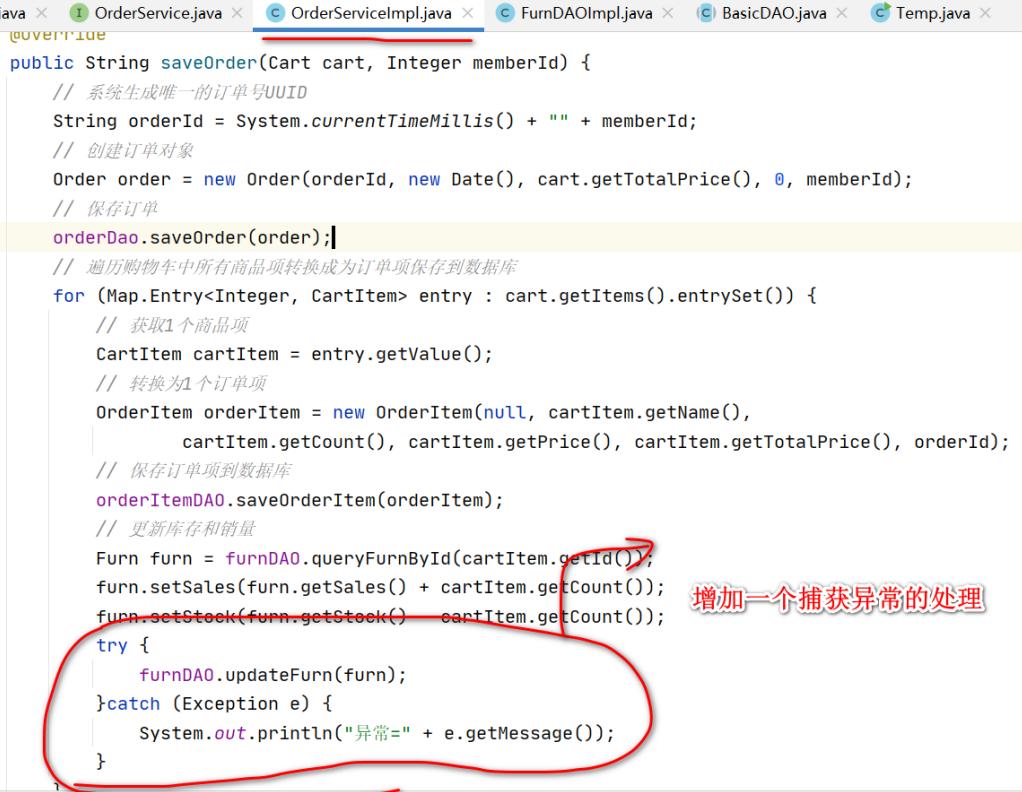 ava OrderService.java OrderServiceImpl.java FurnDAOImpl.java BasicDAO.java Temp.java
@Override
public String saveOrder(Cart cart, Integer memberId) {
// 系统生成唯一的订单号UUID
String orderId = System.currentTimeMillis() + "" + memberId;
// 创建订单对象
Order order = new Order(orderId, new Date(), cart.getTotalPrice(), 0, memberId);
// 保存订单
orderDao.saveOrder(order);
// 遍历购物车中所有商品项转换成为订单项保存到数据库
for (Map.Entry<Integer, CartItem> entry : cart.getItems().entrySet()) {
// 获取1个商品项
CartItem cartItem = entry.getValue();
// 转换为1个订单项
OrderItem orderItem = new OrderItem(null, cartItem.getName(),
cartItem.getCount(), cartItem.getPrice(), cartItem.getTotalPrice(), orderId);
// 保存订单项到数据库
orderItemDAO.saveOrderItem(orderItem);
// 更新库存和销量
Furn furn = furnDAO.queryFurnById(cartItem.getId());
furn.setSales(furn.getSales() + cartItem.getCount());
增加一个捕获异常的处理
furn.setStock(furn.getStock() - cartItem.getCount());
try {
furnDAO.updateFurn(furn);
}catch (Exception e) {
System.out.println("异常=" + e.getMessage());
}
}